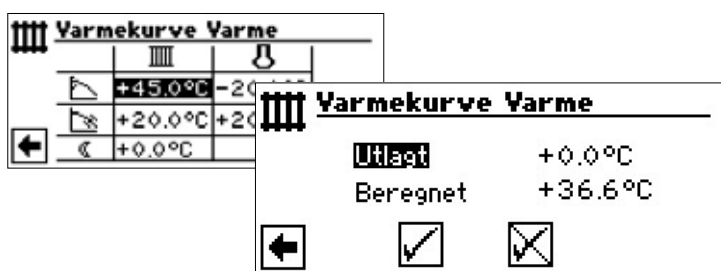 Varmekurve Varme
+45.0°C
+20.0°C
+0.0°C
Varmekurve Varme
Utlagt +0.0°C
Beregnet +36.6°C